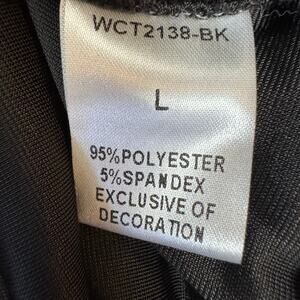 WCT2138-BK
L
95%POLYESTER
5%SPANDEX
EXCLUSIVE OF
DECORATION